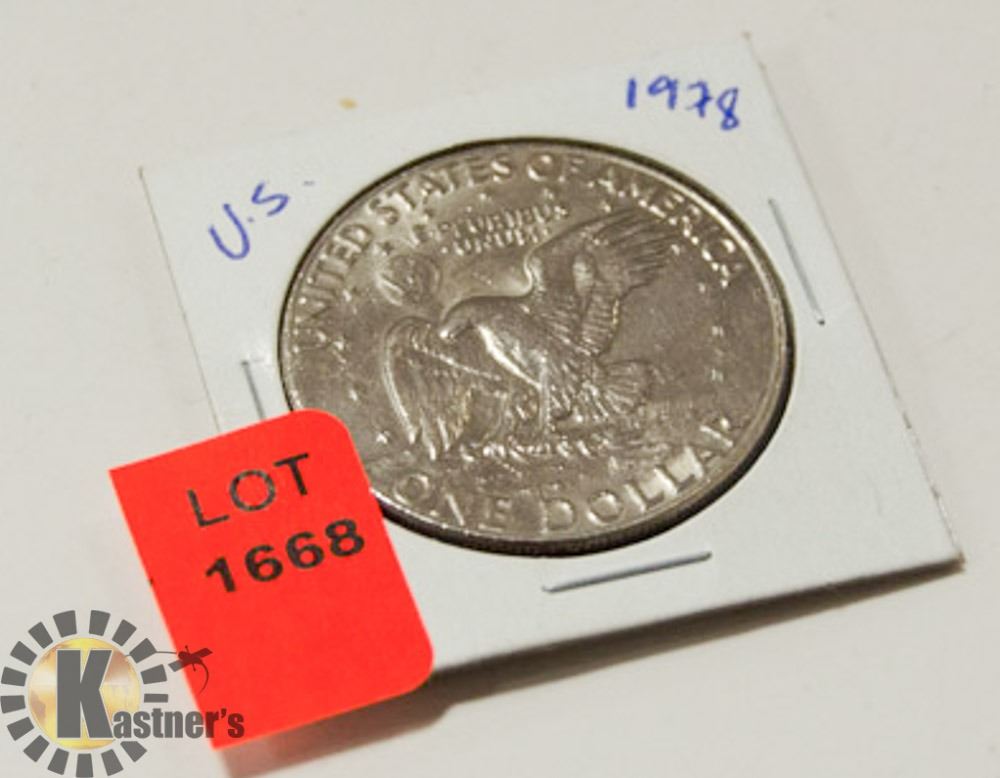 1978
U.S.
UNITED STATES OF AMERICA
E PLURIBUS
UNUM
ONE DOLLAR
LOT
1668
Kastner's